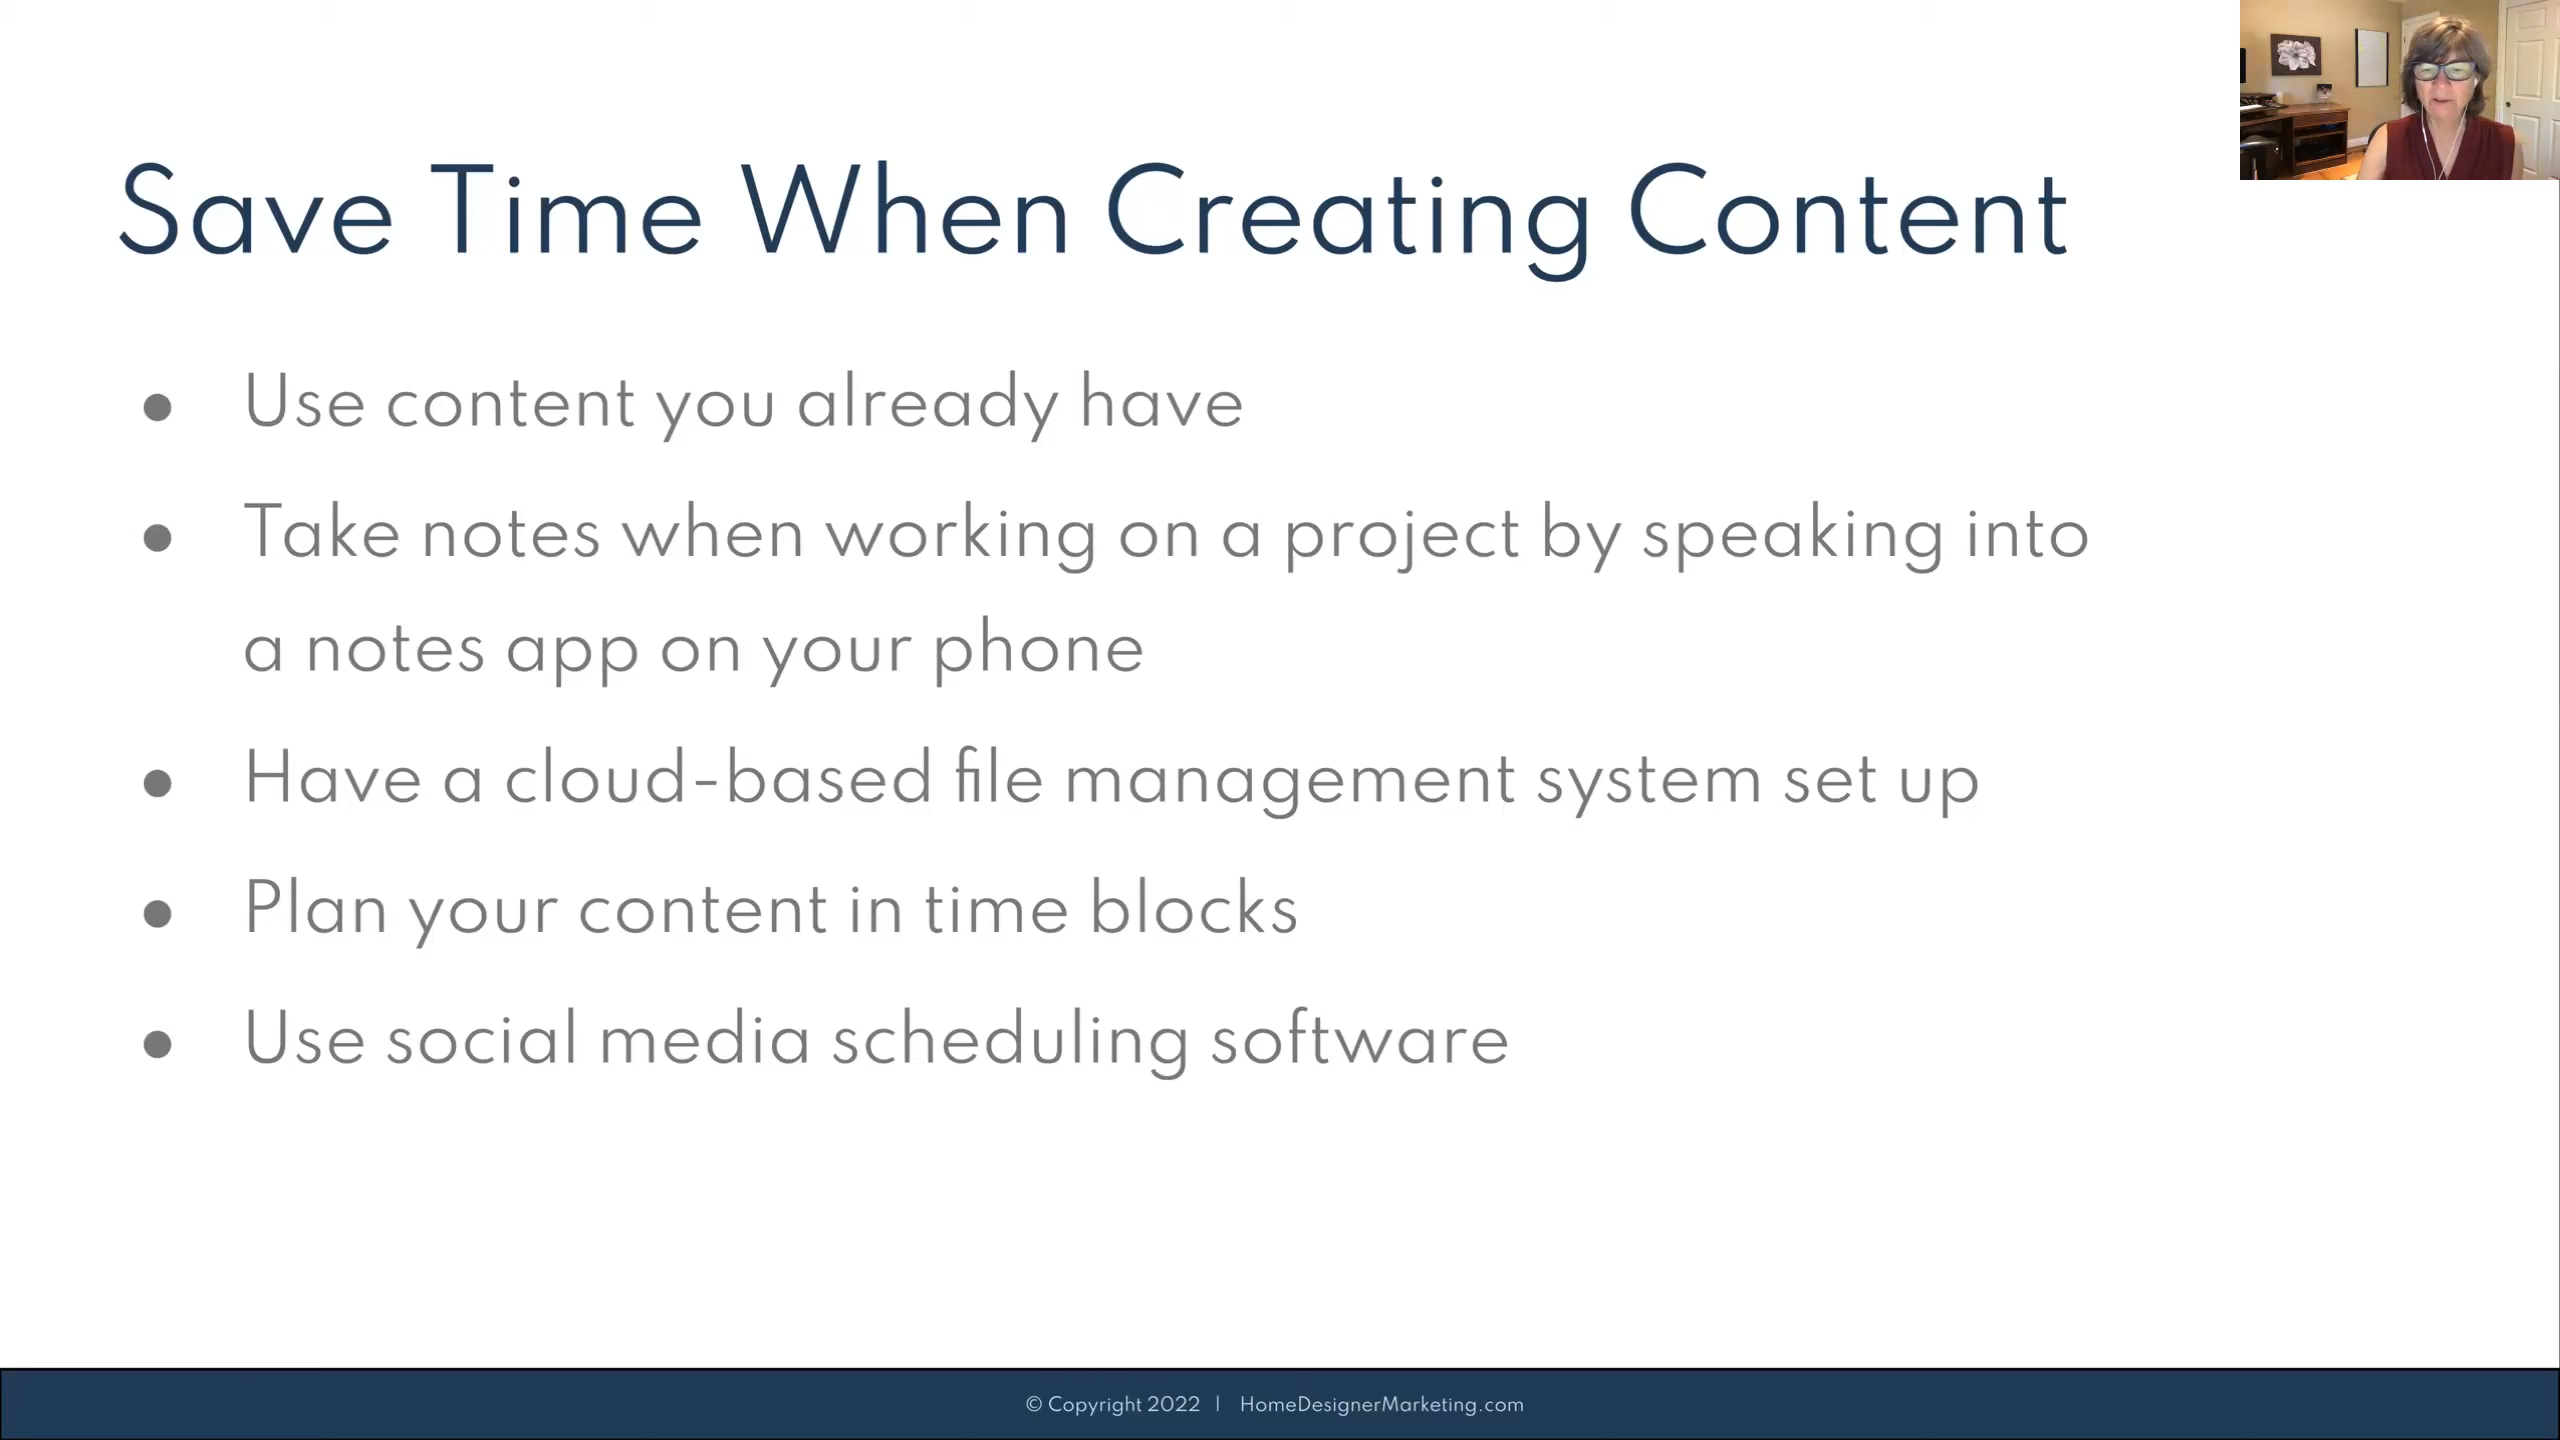 Save Time When Creating Content
● Use content you already have
● Take notes when working on a project by speaking into
a notes app on your phone
● Have a cloud-based file management system set up
● Plan your content in time blocks
● Use social media scheduling software
© Copyright 2022 | HomeDesignerMarketing.com